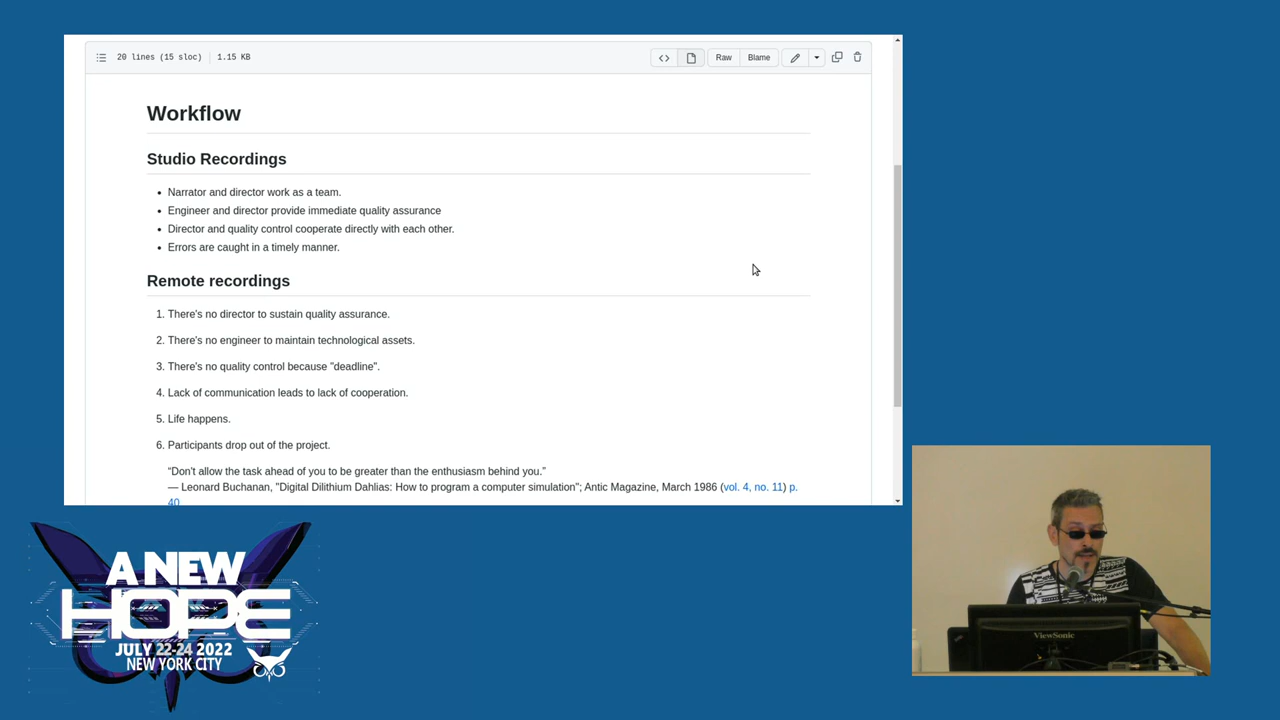 20 lines (15 sloc) 1.15 KB
Raw Blame
Workflow
Studio Recordings
• Narrator and director work as a team.
• Engineer and director provide immediate quality assurance
• Director and quality control cooperate directly with each other.
• Errors are caught in a timely manner.
Remote recordings
1. There's no director to sustain quality assurance.
2. There's no engineer to maintain technological assets.
3. There's no quality control because "deadline".
4. Lack of communication leads to lack of cooperation.
5. Life happens.
6. Participants drop out of the project.
“Don't allow the task ahead of you to be greater than the enthusiasm behind you.”
— Leonard Buchanan, "Digital Dilithium Dahlias: How to program a computer simulation"; Antic Magazine, March 1986 (vol. 4, no. 11) p.
40
A NEW
HOPE
JULY 22-24 2022
NEW YORK CITY
ViewSonic